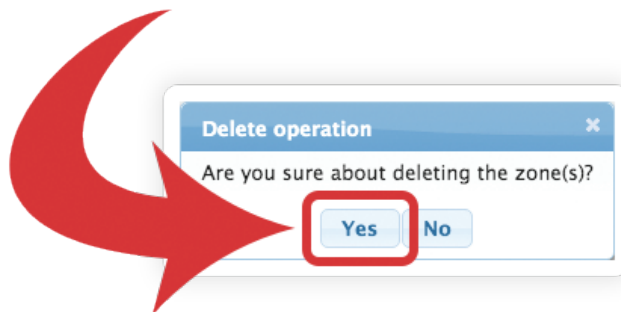 Delete operation
Are you sure about deleting the zone(s)?
Yes No